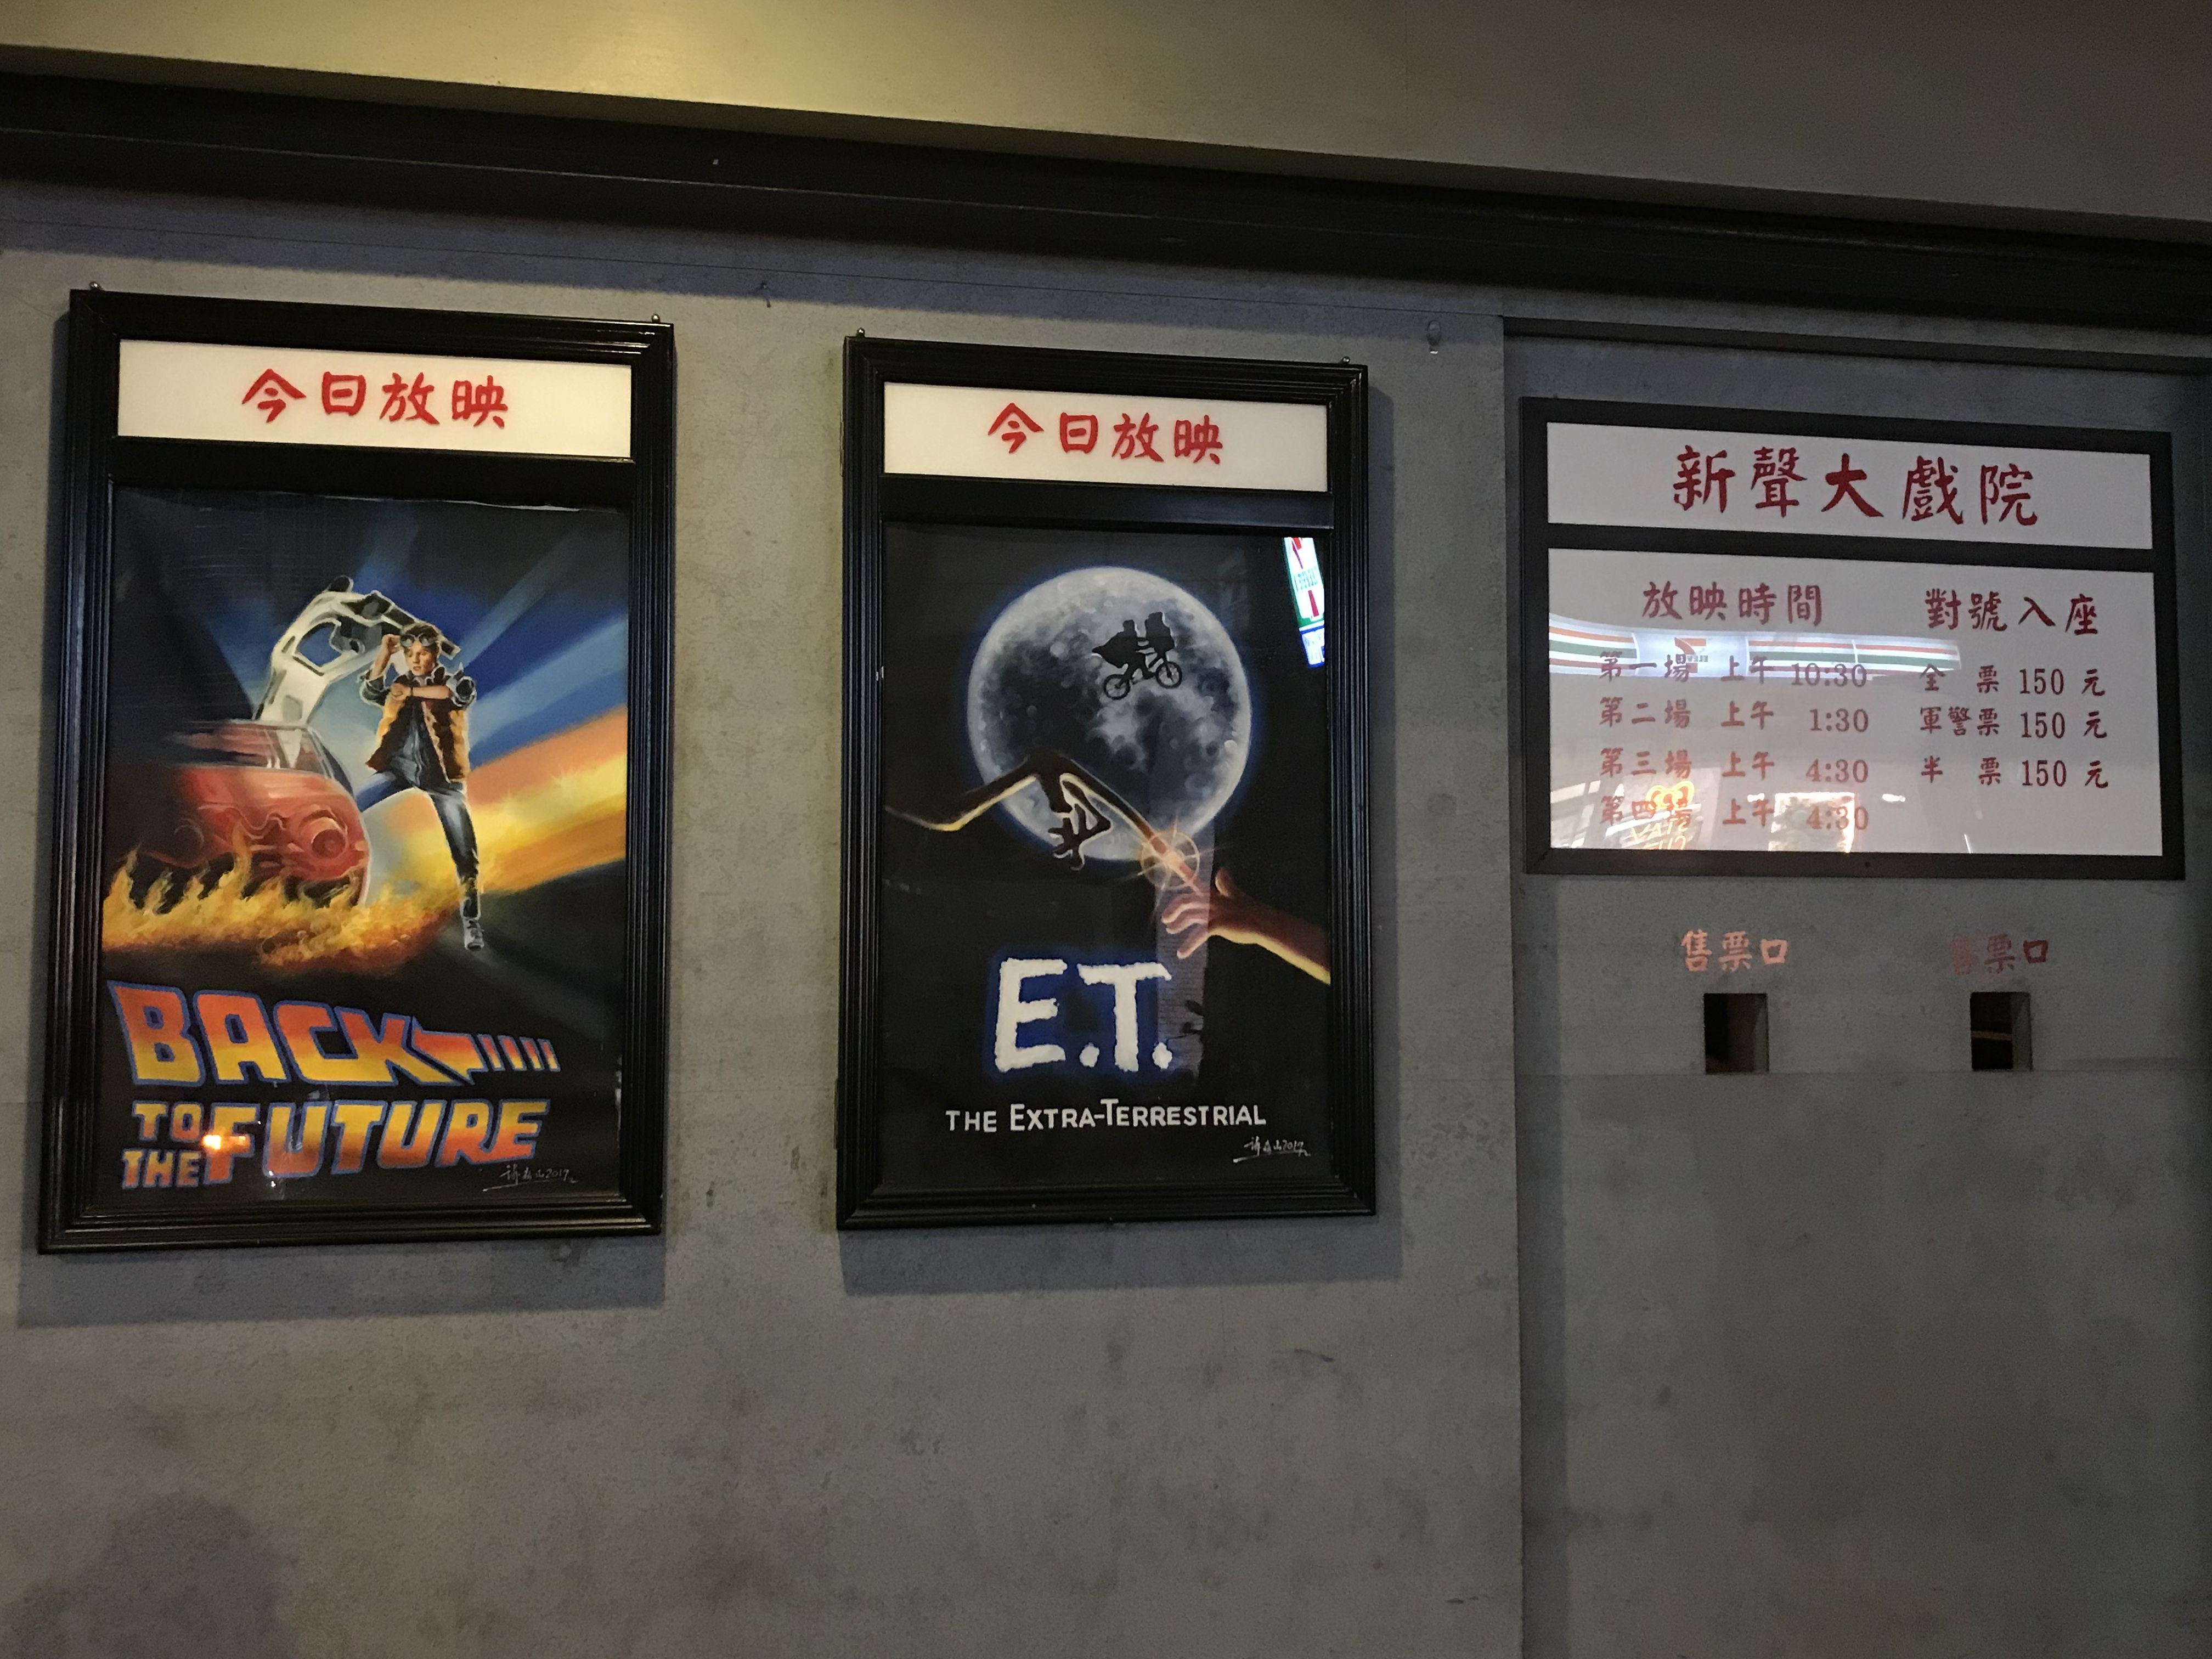 今日放映
BACK
TO
THE FUTURE
今日放映
E.T.
THE EXTRA-TERRESTRIAL
新聲大戲院
放映時間
第一場 上午 10:30
第二場 上午 1:30
第三場 上午 4:30
第四場 上午 4:30
對號入座
全 票 150 元
軍警票 150 元
半 票 150 元
售票口
售票口